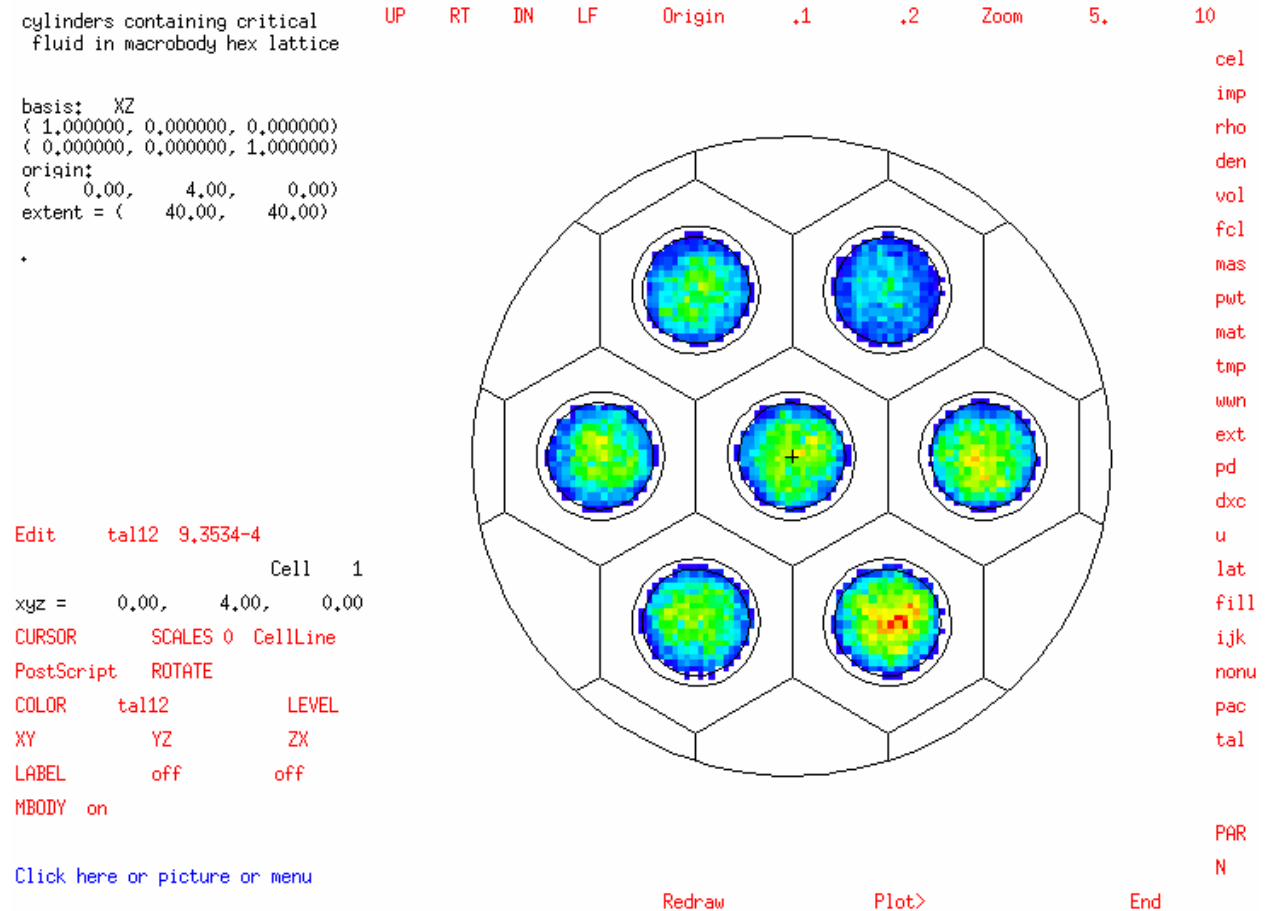 cylinders containing critical
fluid in macrobody hex lattice
UP RT DN LF Origin .1 .2 Zoom 5. 10
basis: XZ
( 1.000000, 0.000000, 0.000000)
( 0.000000, 0.000000, 1.000000)
origin:
( 0.00, 4.00, 0.00)
extent = ( 40.00, 40.00)
cel
imp
rho
den
vol
fcl
mas
pwt
mat
tmp
wwn
ext
pd
dxc
u
lat
fill
ijk
nonu
pac
tal
PAR
N
Edit tal12 9.3534-4
Cell 1
xyz = 0.00, 4.00, 0.00
CURSOR SCALES 0 CellLine
PostScript ROTATE
COLOR tal12 LEVEL
XY YZ ZX
LABEL off off
MBODY on
Click here or picture or menu
Redraw Plot> End